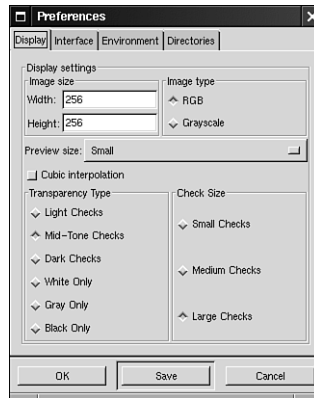 Preferences
Display Interface Environment Directories
Display settings
Image size
Width: 256
Height: 256
Image type
RGB
Grayscale
Preview size: Small
Cubic interpolation
Transparency Type
Light Checks
Mid-Tone Checks
Dark Checks
White Only
Gray Only
Black Only
Check Size
Small Checks
Medium Checks
Large Checks
OK Save Cancel